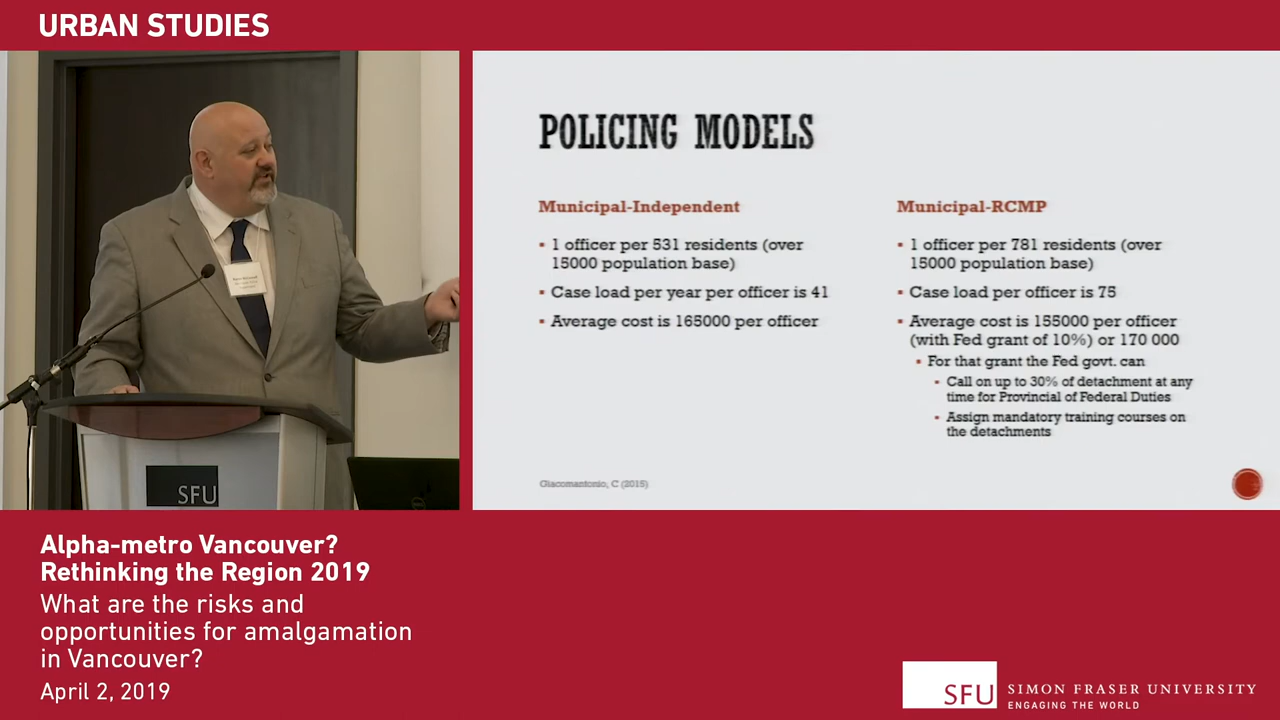 URBAN STUDIES
POLICING MODELS
Municipal-Independent
▪ 1 officer per 531 residents (over
15000 population base)
▪ Case load per year per officer is 41
▪ Average cost is 165000 per officer
Municipal-RCMP
▪ 1 officer per 781 residents (over
15000 population base)
▪ Case load per officer is 75
▪ Average cost is 155000 per officer
(with Fed grant of 10%) or 170 000
▪ For that grant the Fed govt. can
▪ Call on up to 30% of detachment at any
time for Provincial of Federal Duties
▪ Assign mandatory training courses on
the detachments
Giacomantonio, C (2015)
SFU
Alpha-metro Vancouver?
Rethinking the Region 2019
What are the risks and
opportunities for amalgamation
in Vancouver?
April 2, 2019
SFU
SIMON FRASER UNIVERSITY
ENGAGING THE WORLD